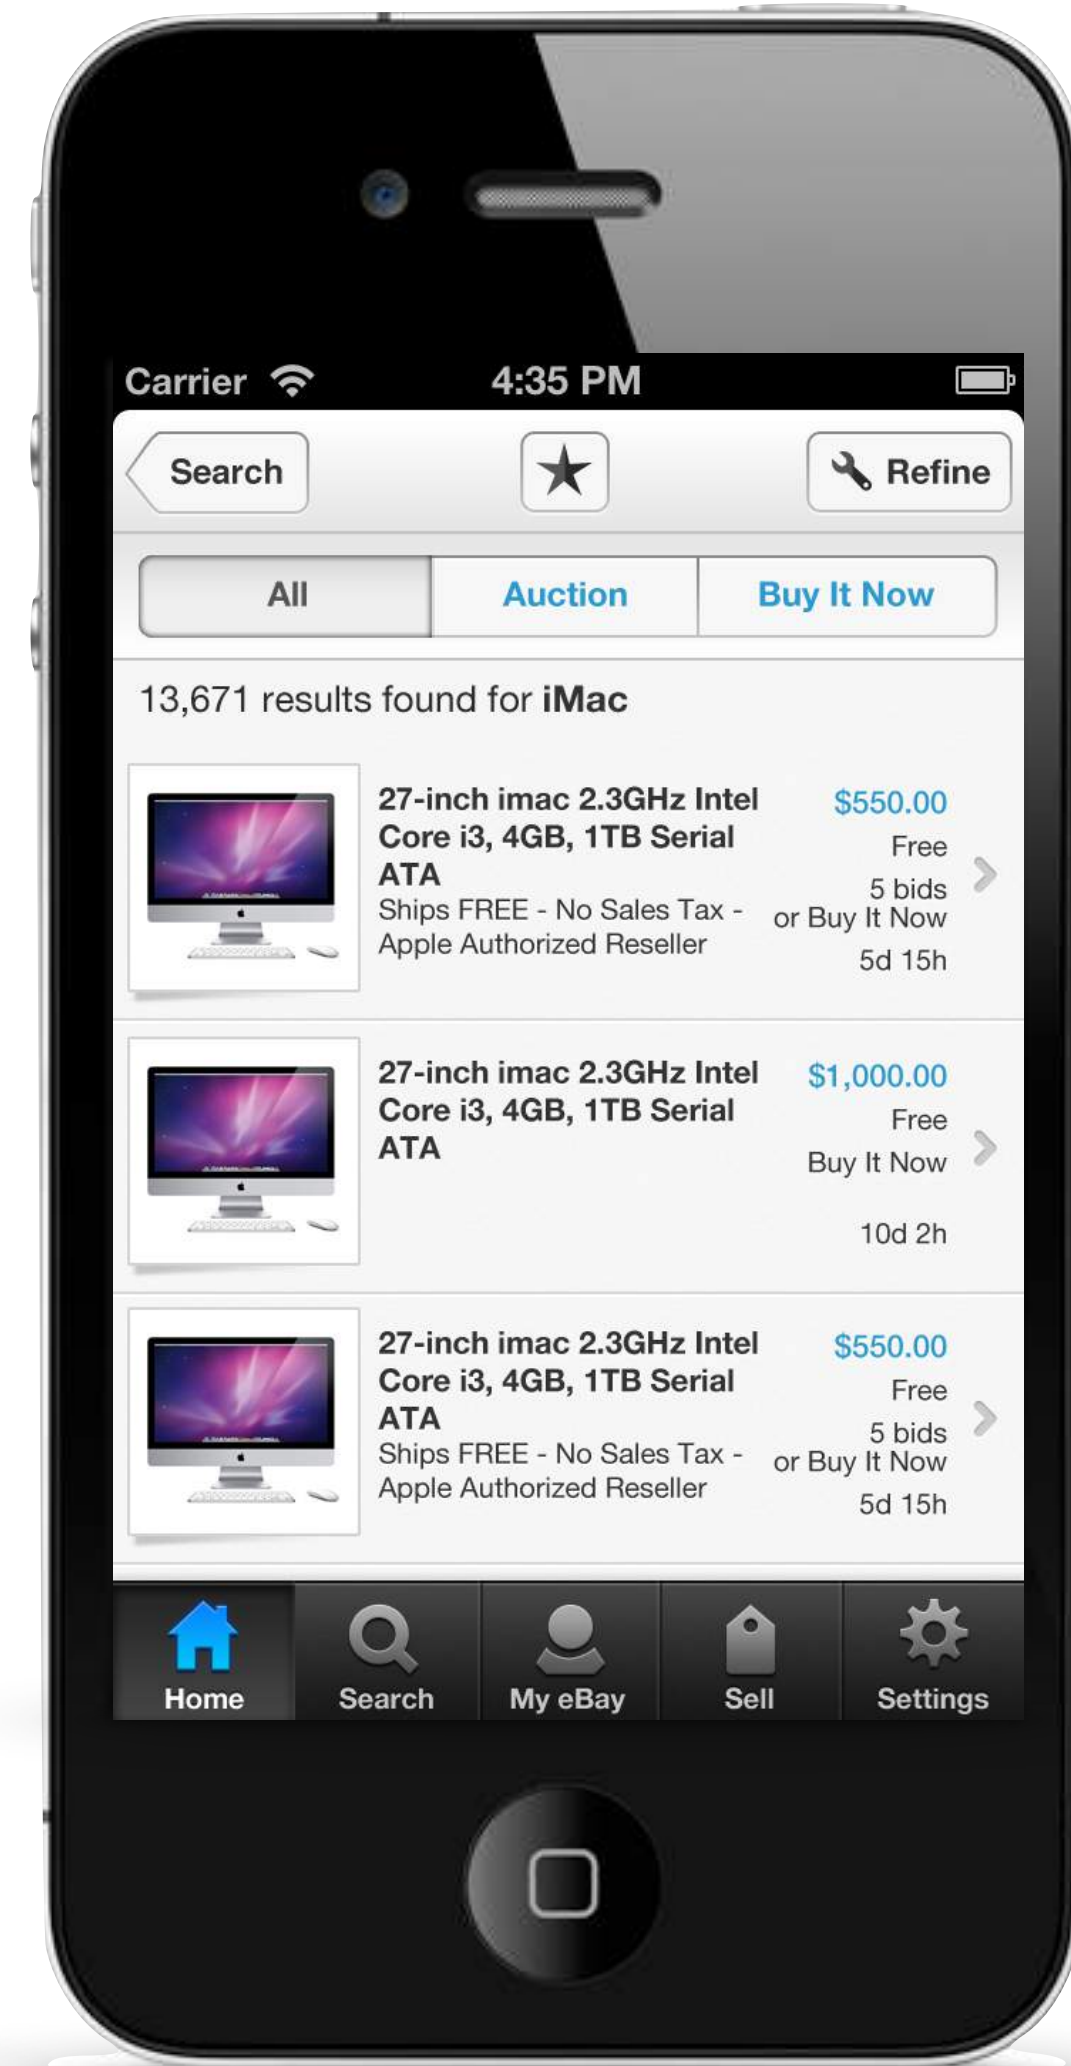 Carrier 4:35 PM
Search Refine
All Auction Buy It Now
13,671 results found for iMac
27-inch imac 2.3GHz Intel
Core i3, 4GB, 1TB Serial
ATA
Ships FREE - No Sales Tax -
Apple Authorized Reseller
$550.00
Free
5 bids
or Buy It Now
5d 15h
27-inch imac 2.3GHz Intel
Core i3, 4GB, 1TB Serial
ATA
$1,000.00
Free
Buy It Now
10d 2h
27-inch imac 2.3GHz Intel
Core i3, 4GB, 1TB Serial
ATA
Ships FREE - No Sales Tax -
Apple Authorized Reseller
$550.00
Free
5 bids
or Buy It Now
5d 15h
Home Search My eBay Sell Settings